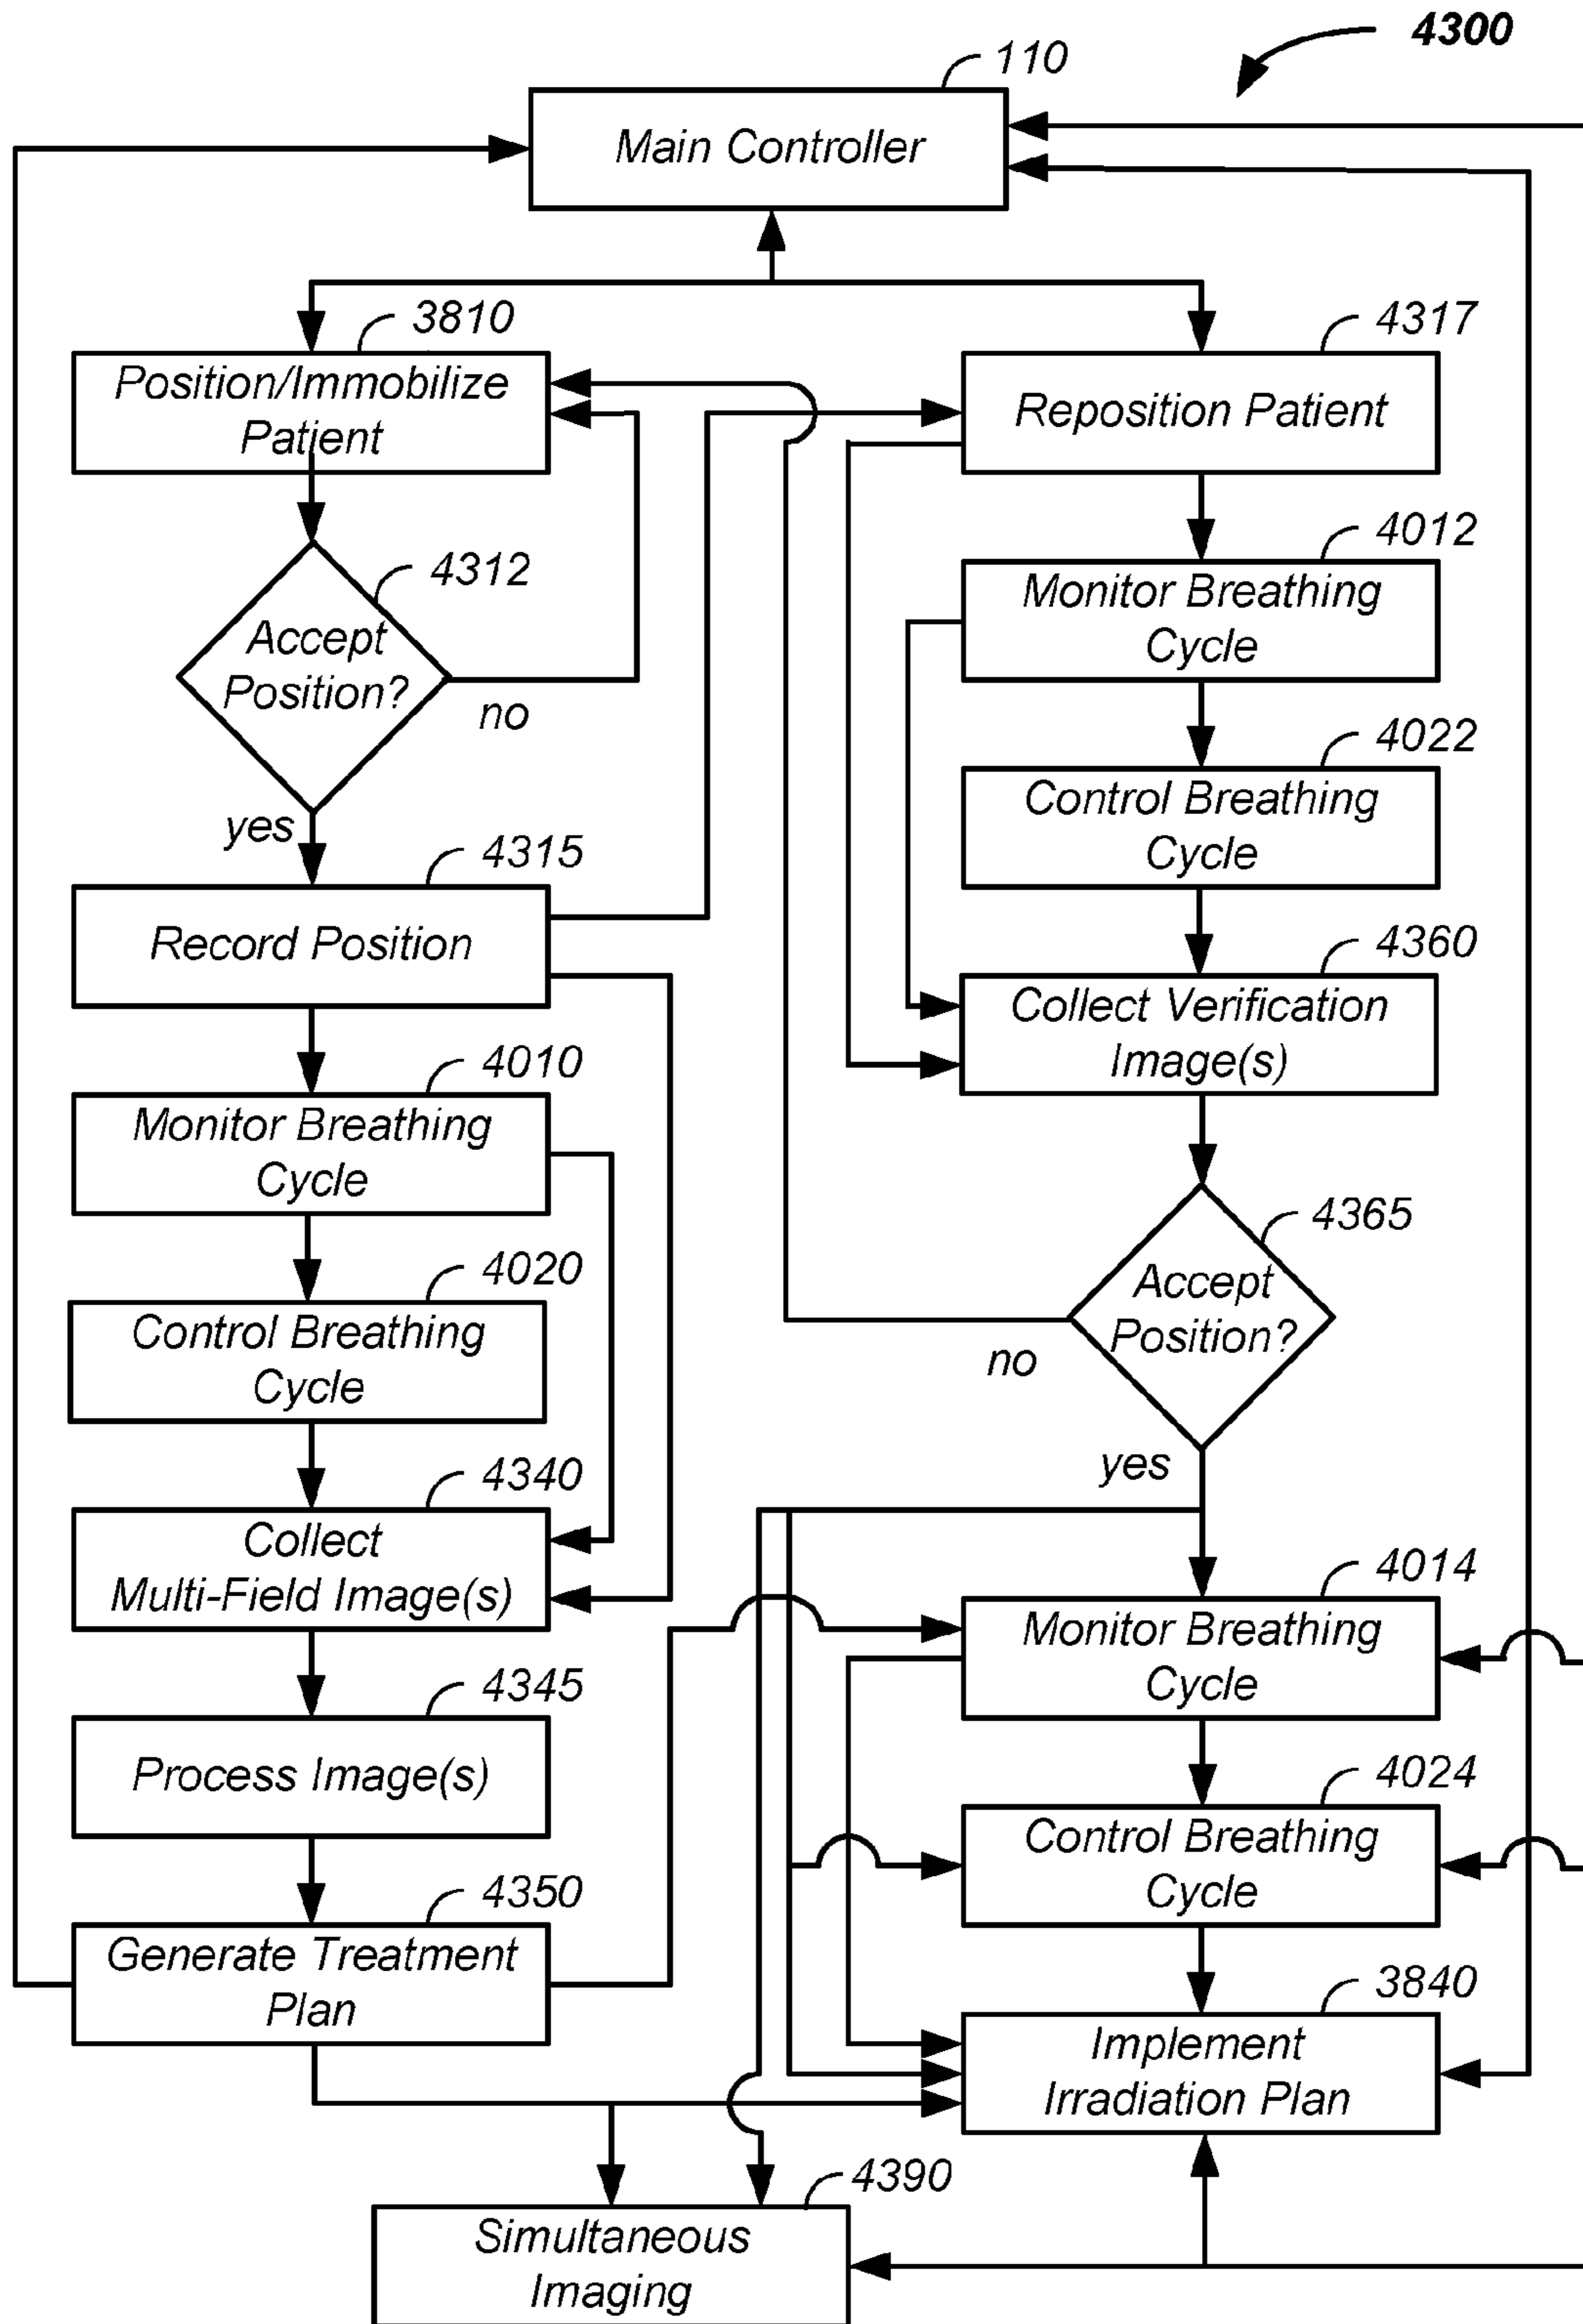 4300
110
Main Controller
3810
Position/Immobilize
Patient
4312
Accept
Position?
no
yes
4315
Record Position
4010
Monitor Breathing
Cycle
4020
Control Breathing
Cycle
4340
Collect
Multi-Field Image(s)
4345
Process Image(s)
4350
Generate Treatment
Plan
4317
Reposition Patient
4012
Monitor Breathing
Cycle
4022
Control Breathing
Cycle
4360
Collect Verification
Image(s)
4365
Accept
Position?
no
yes
4014
Monitor Breathing
Cycle
4024
Control Breathing
Cycle
3840
Implement
Irradiation Plan
4390
Simultaneous
Imaging